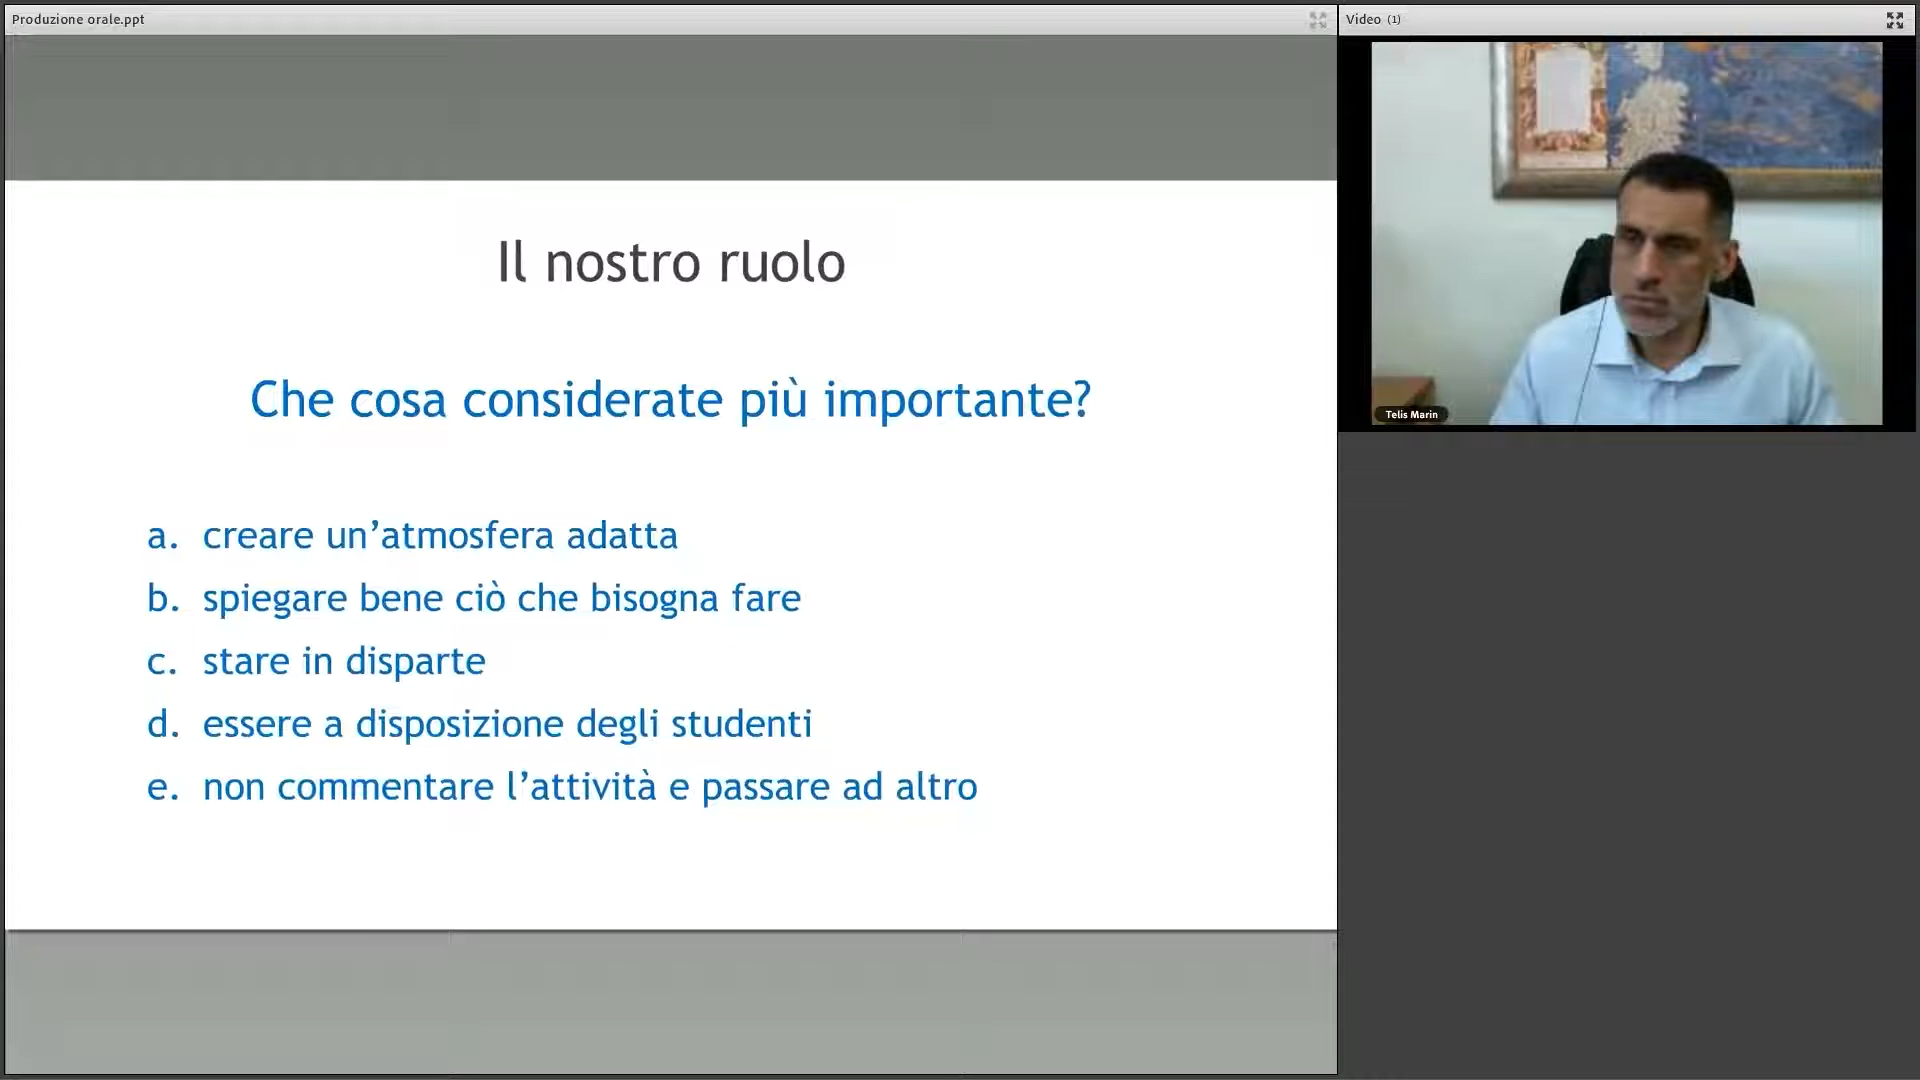 Produzione orale.ppt
Video (1)
Il nostro ruolo
Che cosa considerate più importante?
a. creare un’atmosfera adatta
b. spiegare bene ciò che bisogna fare
c. stare in disparte
d. essere a disposizione degli studenti
e. non commentare l’attività e passare ad altro
Telis Marin